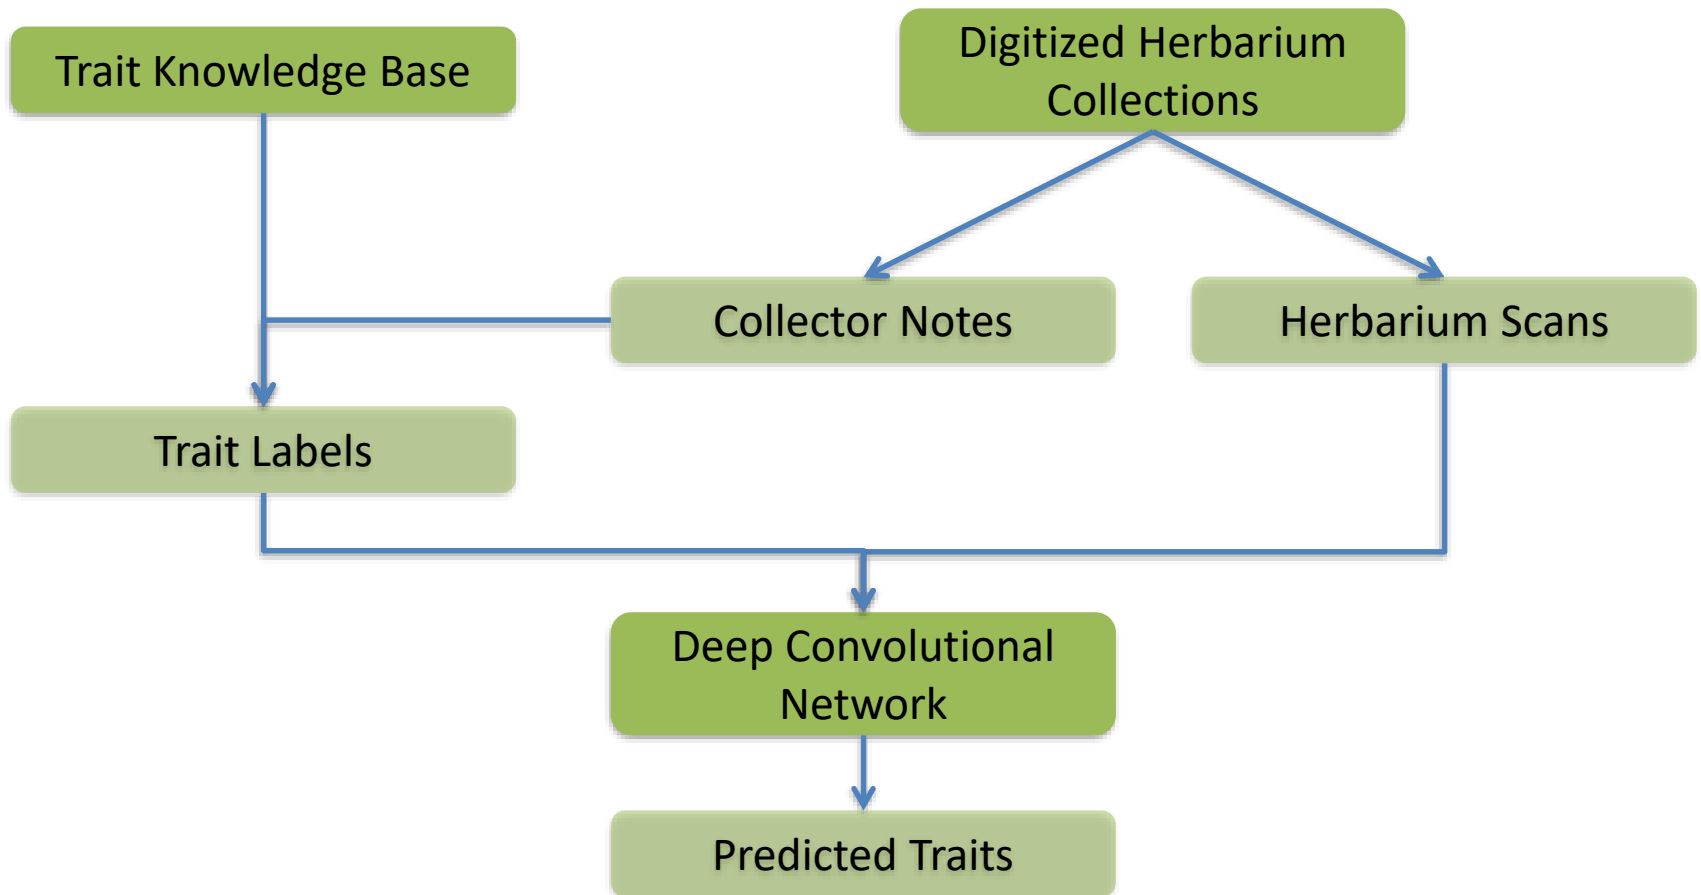 Trait Knowledge Base
Digitized Herbarium
Collections
Collector Notes
Herbarium Scans
Trait Labels
Deep Convolutional
Network
Predicted Traits